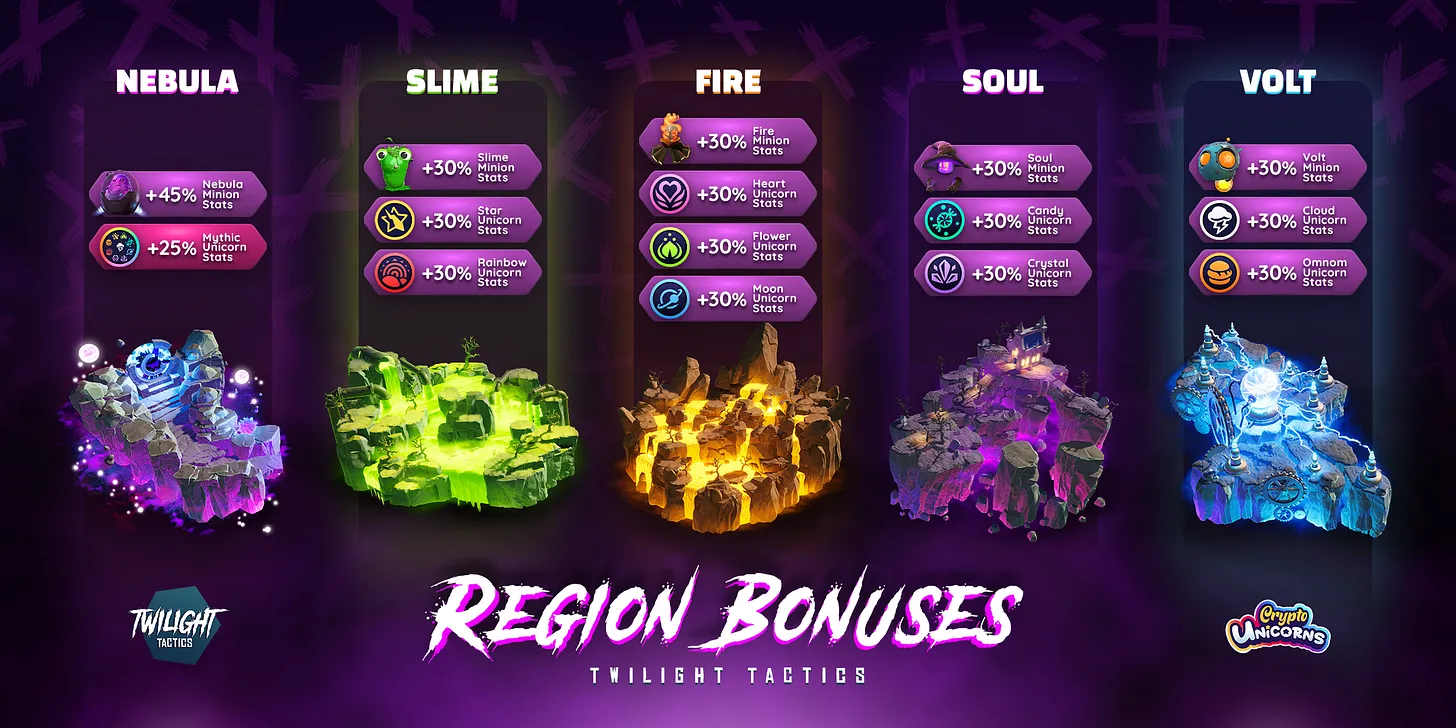 NEBULA
+45% Nebula
Minion
Stats
+25% Mythic
Unicorn
Stats
SLIME
+30% Slime
Minion
Stats
+30% Star
Unicorn
Stats
+30% Rainbow
Unicorn
Stats
FIRE
+30% Fire
Minion
Stats
+30% Heart
Unicorn
Stats
+30% Flower
Unicorn
Stats
+30% Moon
Unicorn
Stats
SOUL
+30% Soul
Minion
Stats
+30% Candy
Unicorn
Stats
+30% Crystal
Unicorn
Stats
VOLT
+30% Volt
Minion
Stats
+30% Cloud
Unicorn
Stats
+30% Omnom
Unicorn
Stats
TWILIGHT
TACTICS
REGION BONUSES
TWILIGHT TACTICS
Crypto
UNICORNS